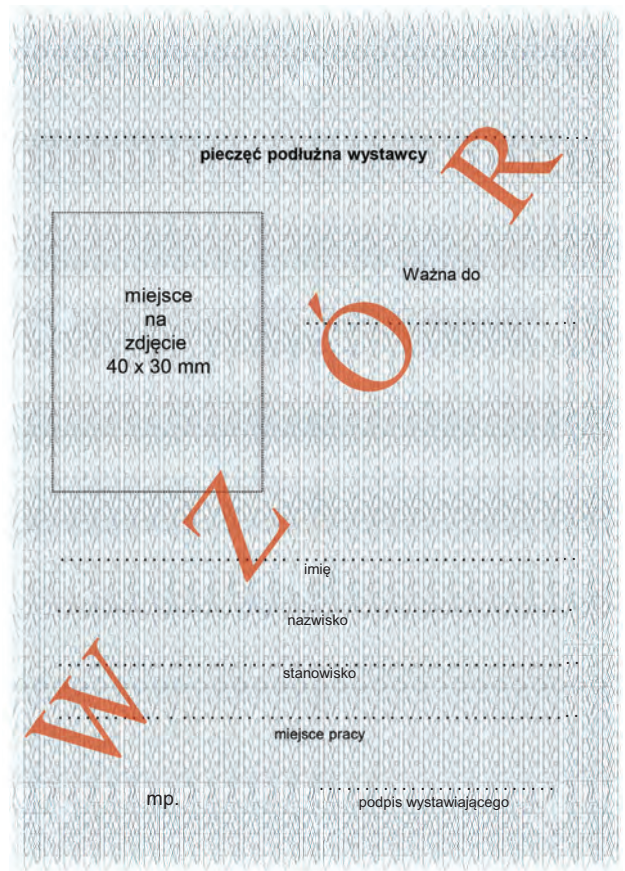 pieczęć podłużna wystawcy
Ważna do
miejsce
na
zdjęcie
40 x 30 mm
imię
nazwisko
stanowisko
miejsce pracy
mp.
podpis wystawiającego
WZÓR